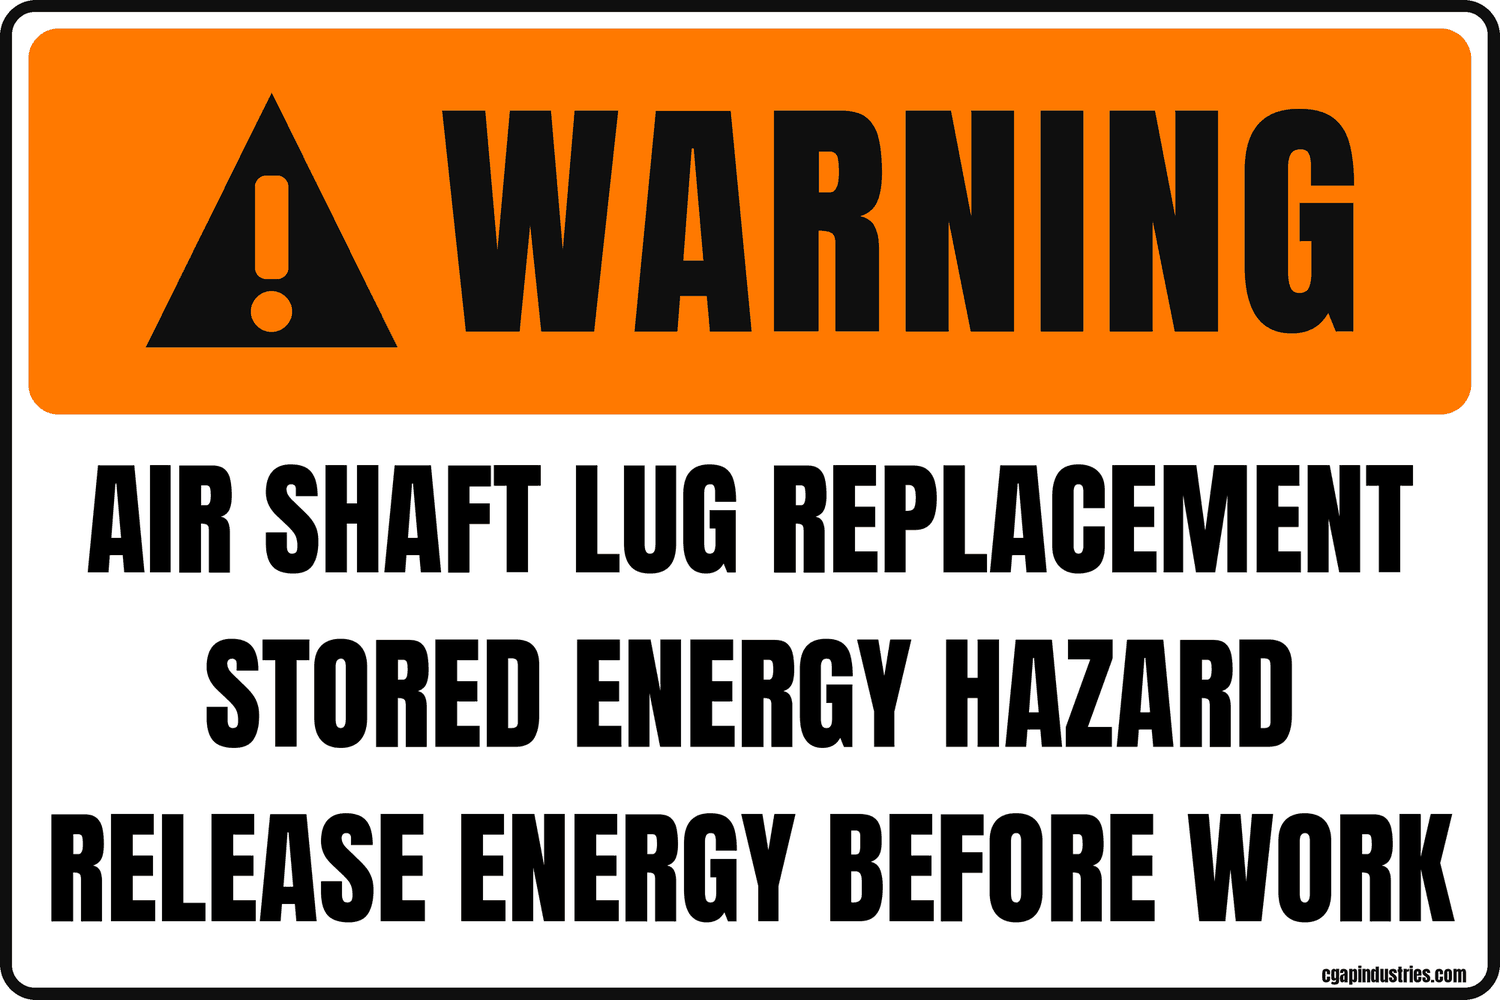 WARNING
AIR SHAFT LUG REPLACEMENT
STORED ENERGY HAZARD
RELEASE ENERGY BEFORE WORK
cgapindustries.com